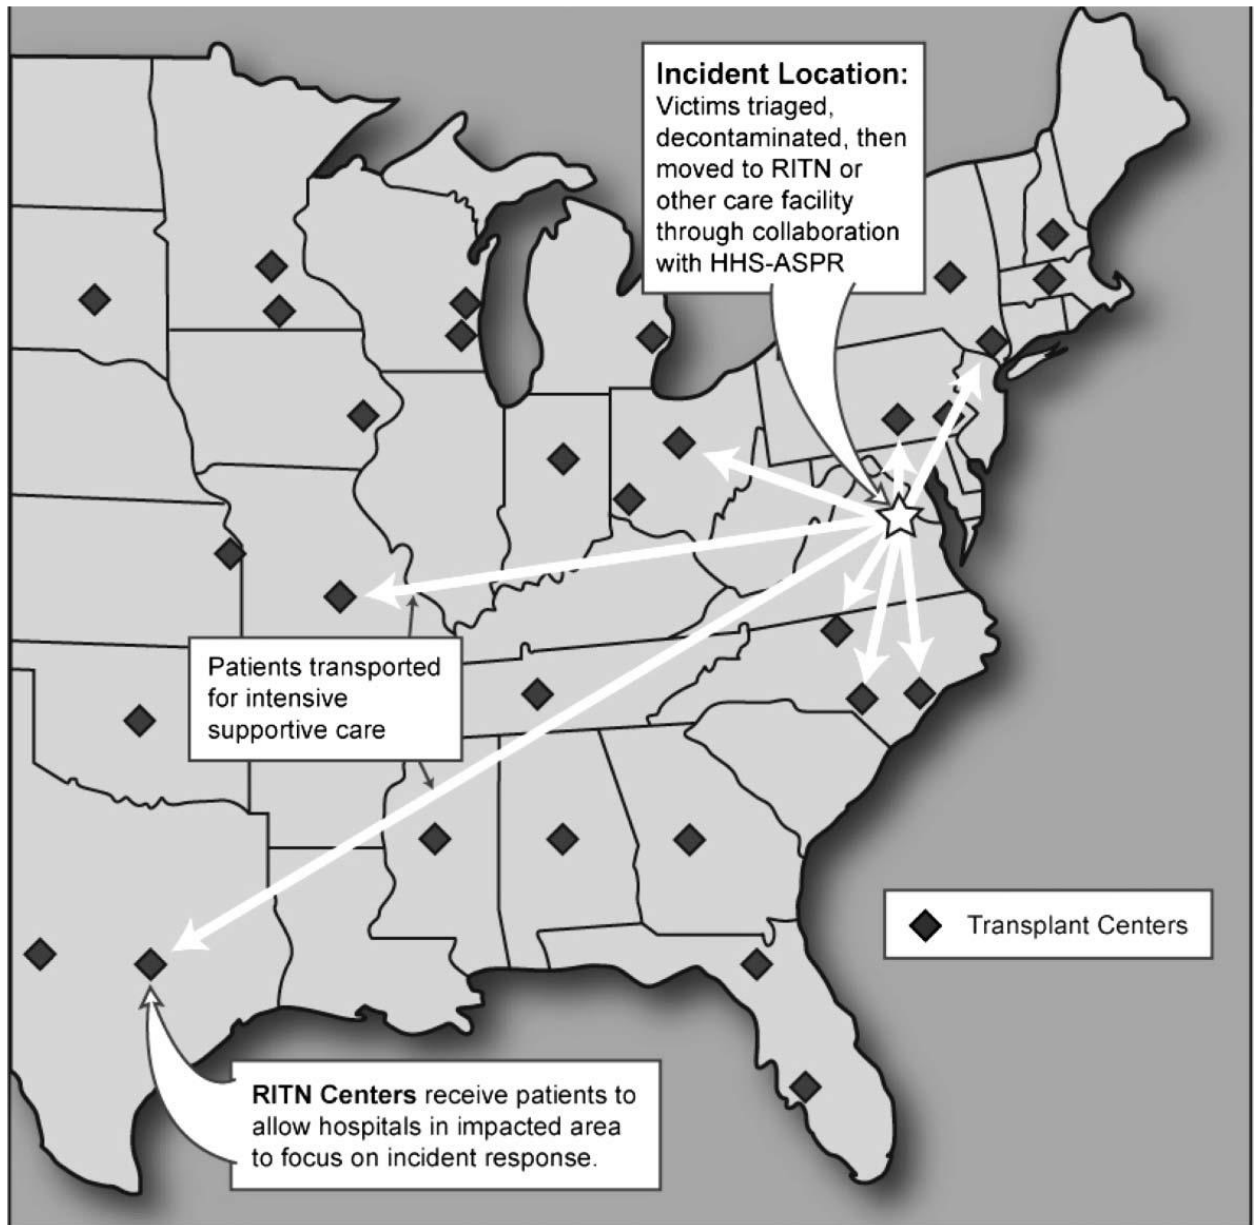 Incident Location:
Victims triaged,
decontaminated, then
moved to RITN or
other care facility
through collaboration
with HHS-ASPR
Patients transported
for intensive
supportive care
Transplant Centers
RITN Centers receive patients to
allow hospitals in impacted area
to focus on incident response.